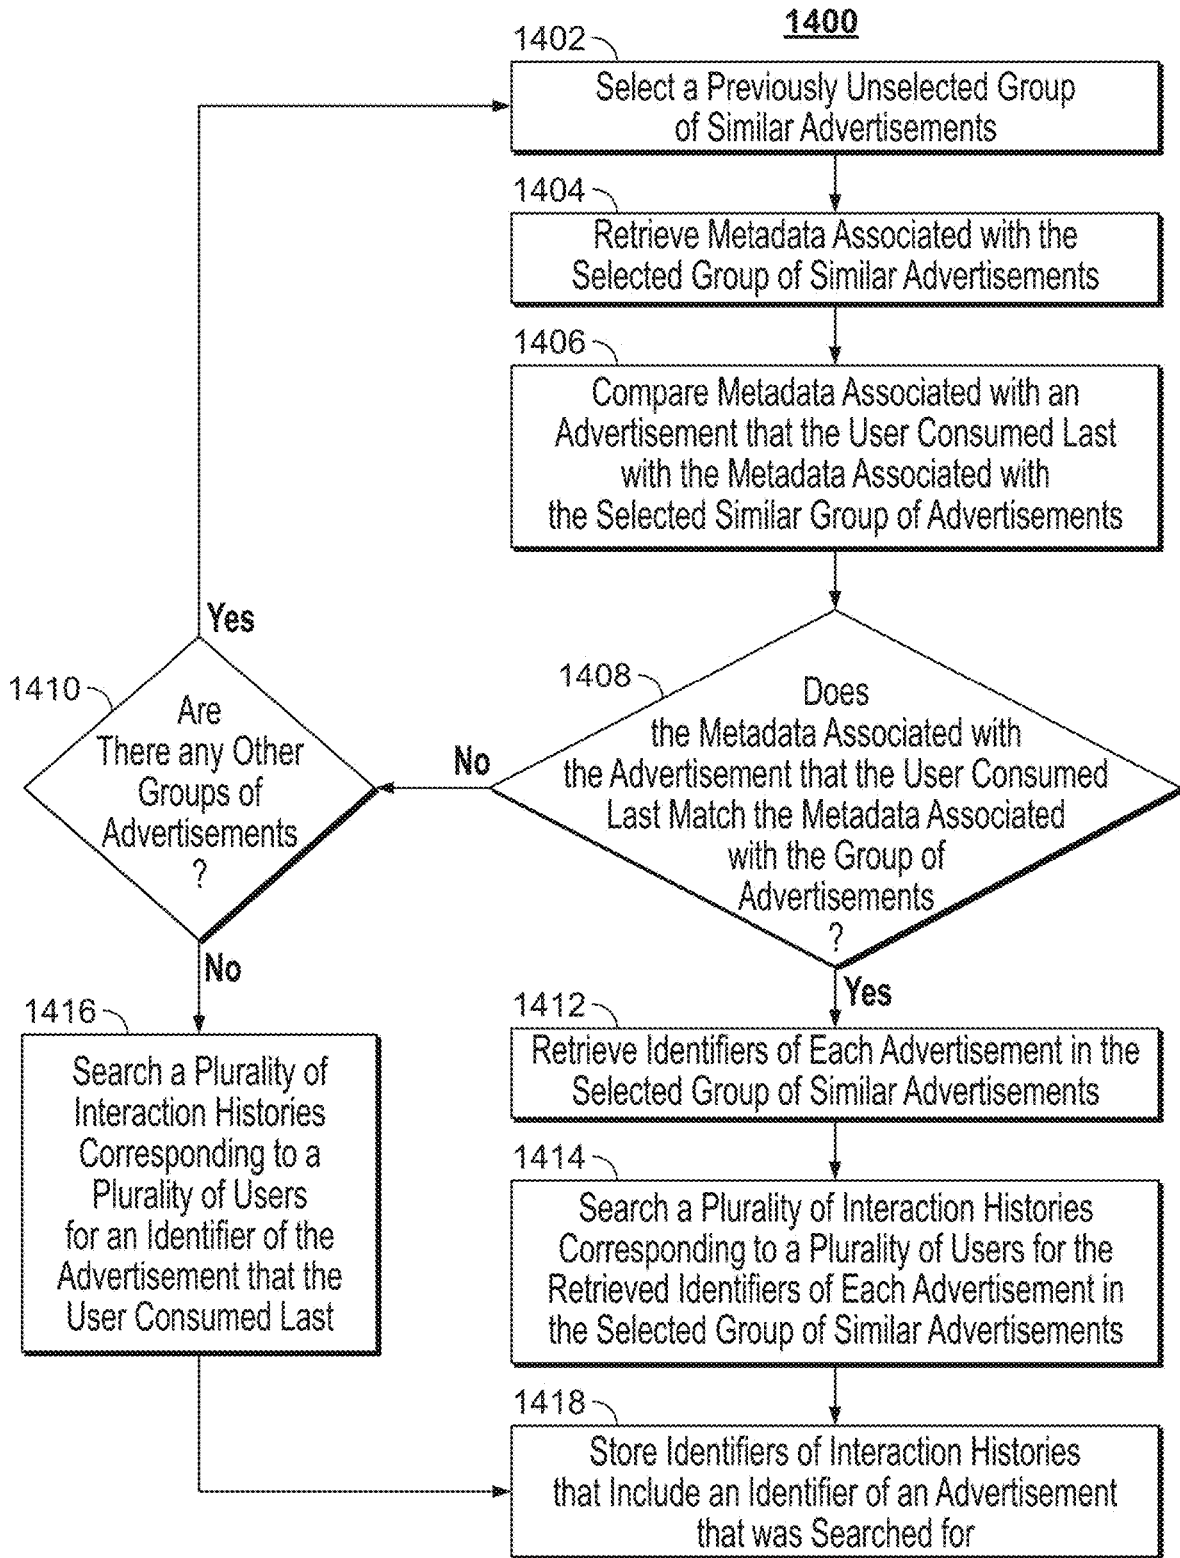 1400
1402
Select a Previously Unselected Group
of Similar Advertisements
1404
Retrieve Metadata Associated with the
Selected Group of Similar Advertisements
1406
Compare Metadata Associated with an
Advertisement that the User Consumed Last
with the Metadata Associated with
the Selected Similar Group of Advertisements
Yes
1410
Are
There any Other
Groups of
Advertisements
?
No
1408
Does
the Metadata Associated with
the Advertisement that the User Consumed
Last Match the Metadata Associated
with the Group of
Advertisements
?
No
Yes
1416
Search a Plurality of
Interaction Histories
Corresponding to a
Plurality of Users
for an Identifier of the
Advertisement that the
User Consumed Last
1412
Retrieve Identifiers of Each Advertisement in the
Selected Group of Similar Advertisements
1414
Search a Plurality of Interaction Histories
Corresponding to a Plurality of Users for the
Retrieved Identifiers of Each Advertisement in
the Selected Group of Similar Advertisements
1418
Store Identifiers of Interaction Histories
that Include an Identifier of an Advertisement
that was Searched for